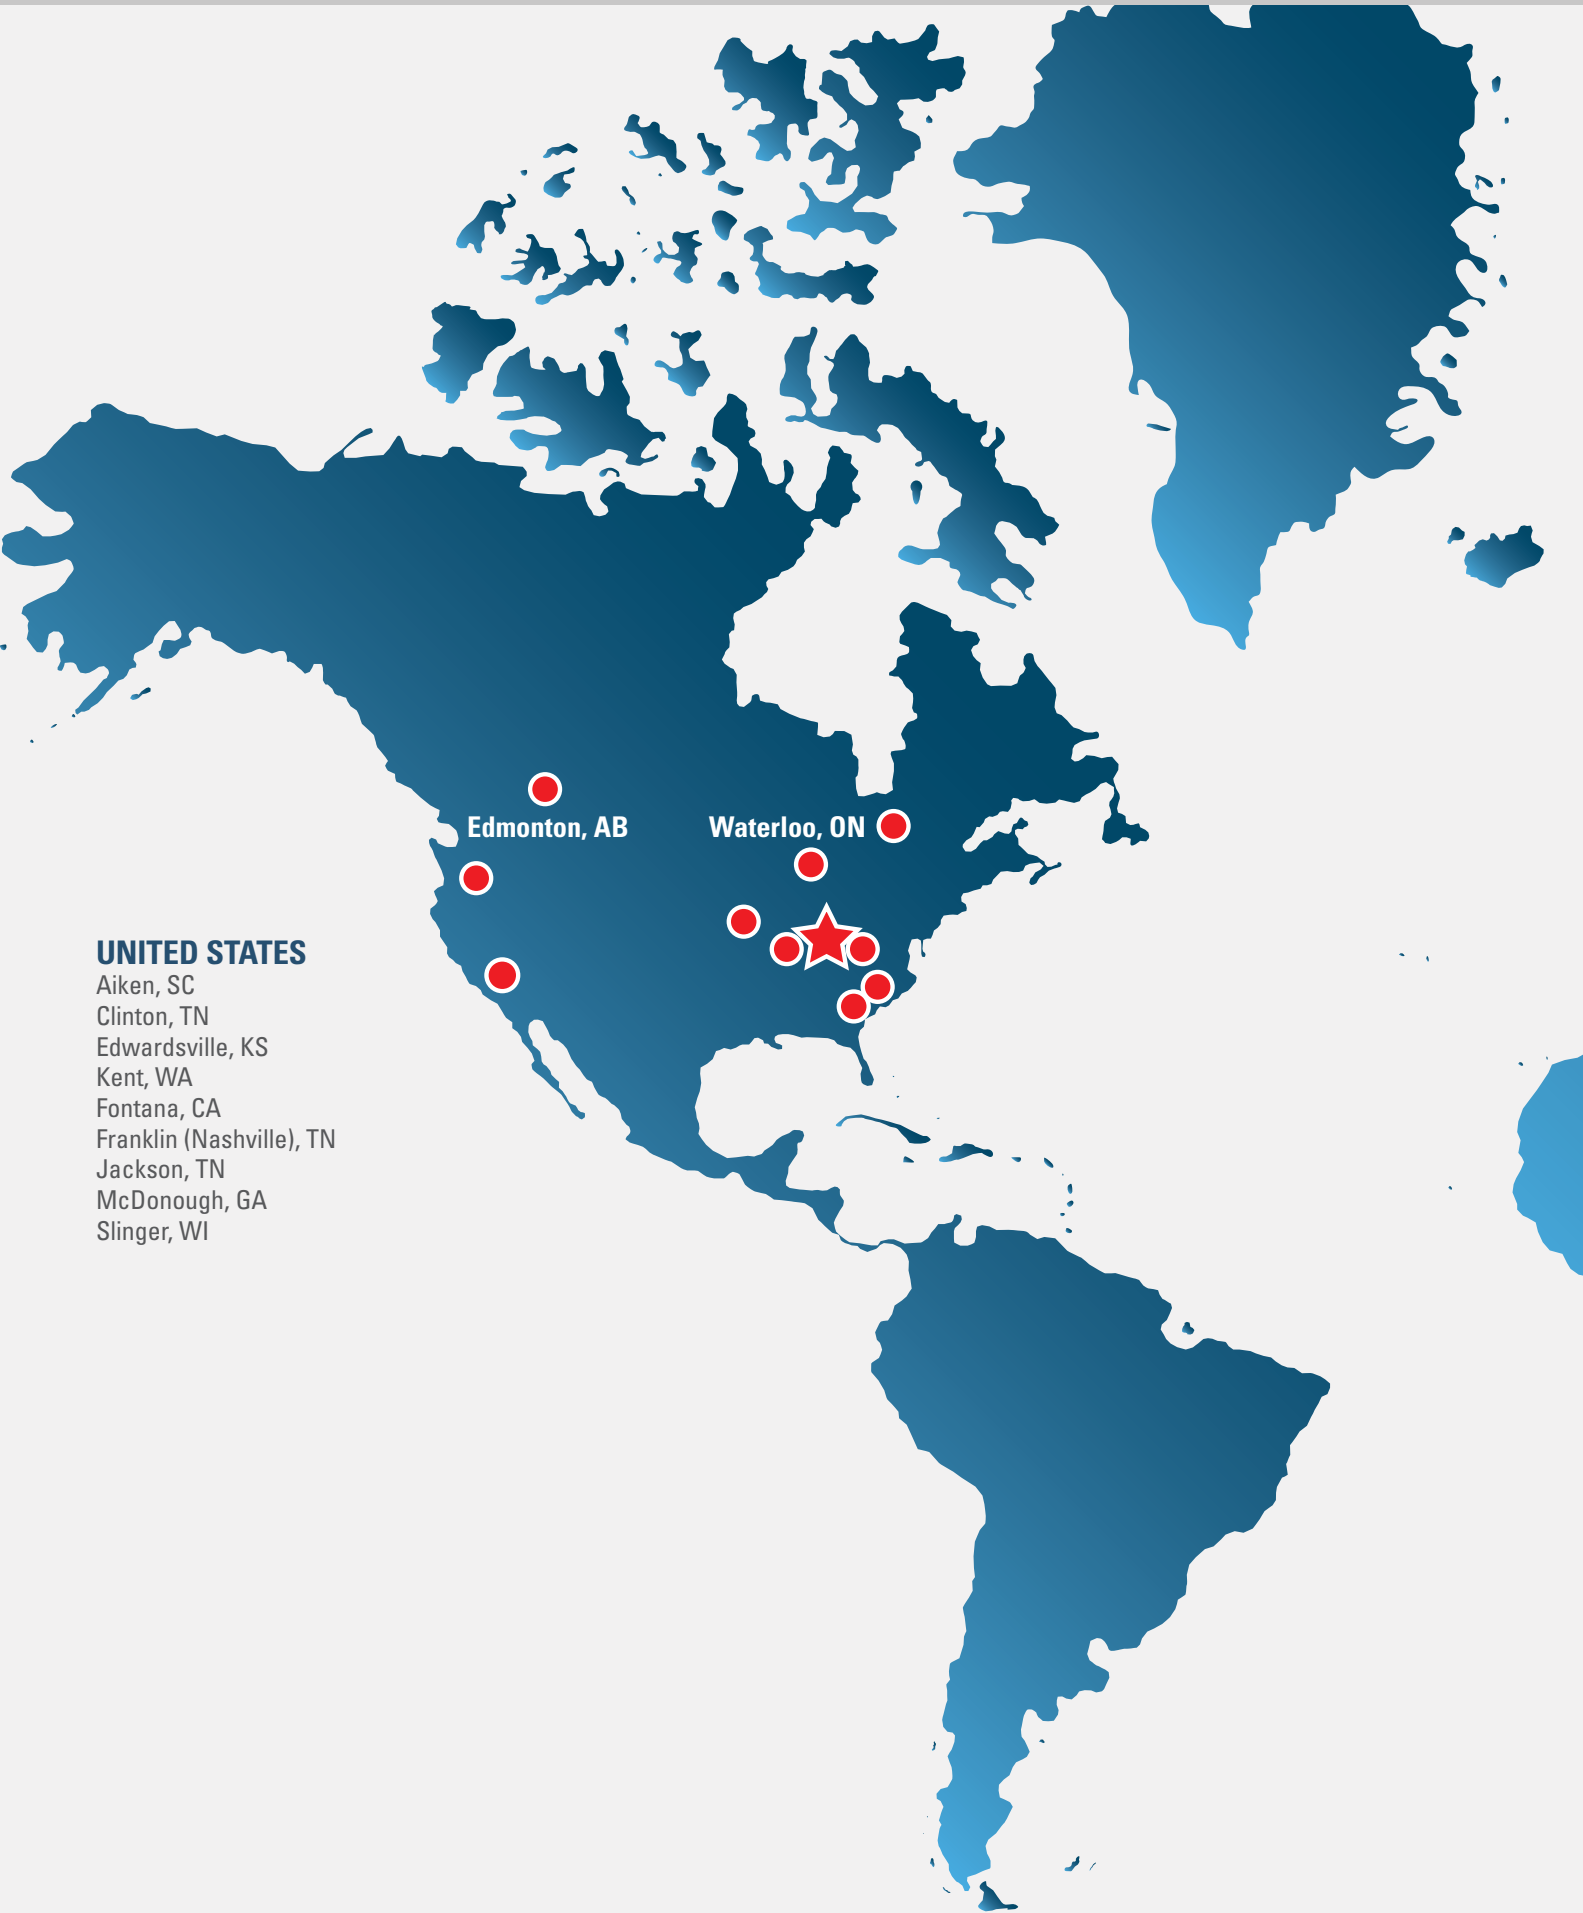 Edmonton, AB
Waterloo, ON
UNITED STATES
Aiken, SC
Clinton, TN
Edwardsville, KS
Kent, WA
Fontana, CA
Franklin (Nashville), TN
Jackson, TN
McDonough, GA
Slinger, WI